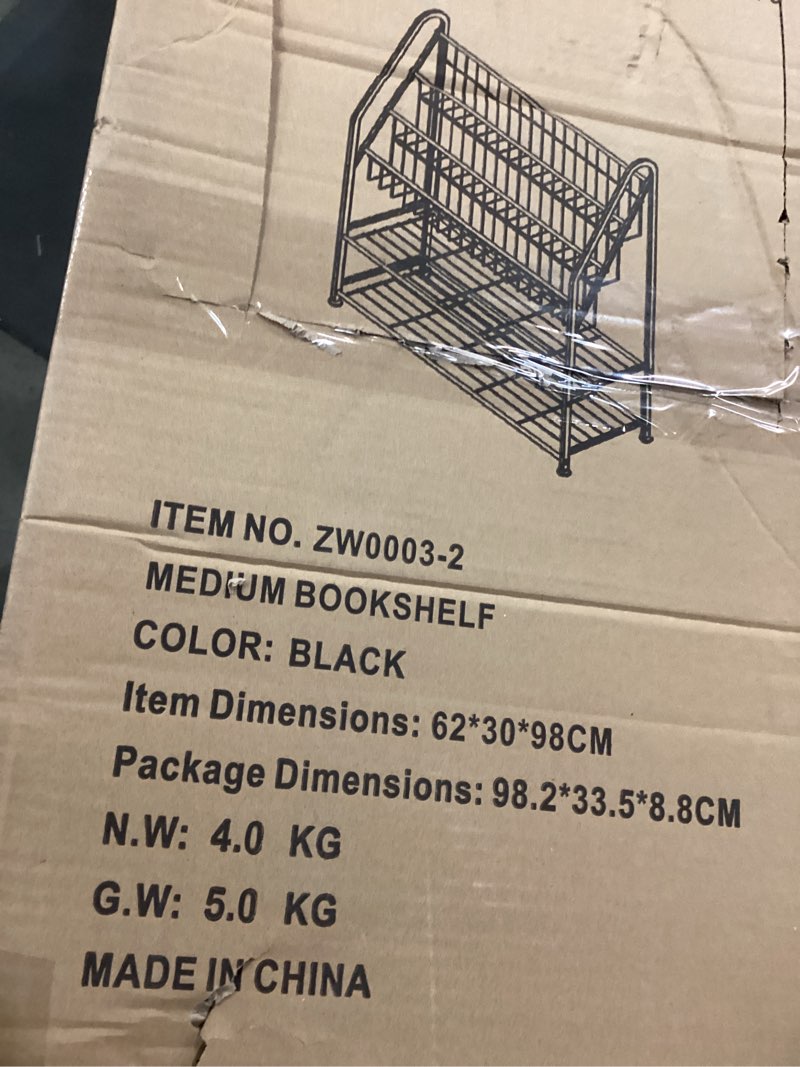 ITEM NO. ZW0003-2
MEDIUM BOOKSHELF
COLOR: BLACK
Item Dimensions: 62*30*98CM
Package Dimensions: 98.2*33.5*8.8CM
N.W: 4.0 KG
G.W: 5.0 KG
MADE IN CHINA